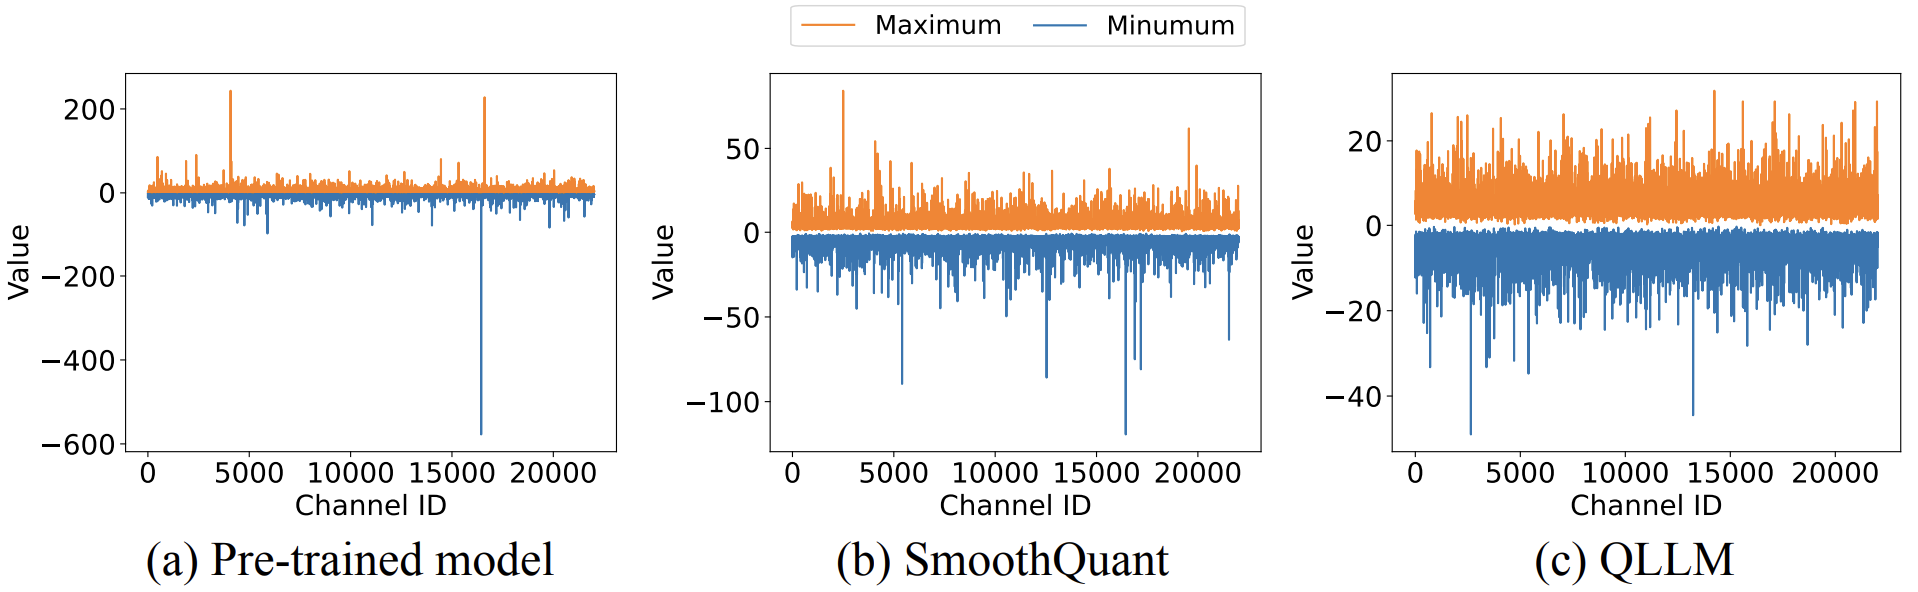 Maximum Minumum
Value
200
0
−200
−400
−600
0 5000 10000 15000 20000
Channel ID
(a) Pre-trained model
Value
50
0
−50
−100
0 5000 10000 15000 20000
Channel ID
(b) SmoothQuant
Value
20
0
−20
−40
0 5000 10000 15000 20000
Channel ID
(c) QLLM